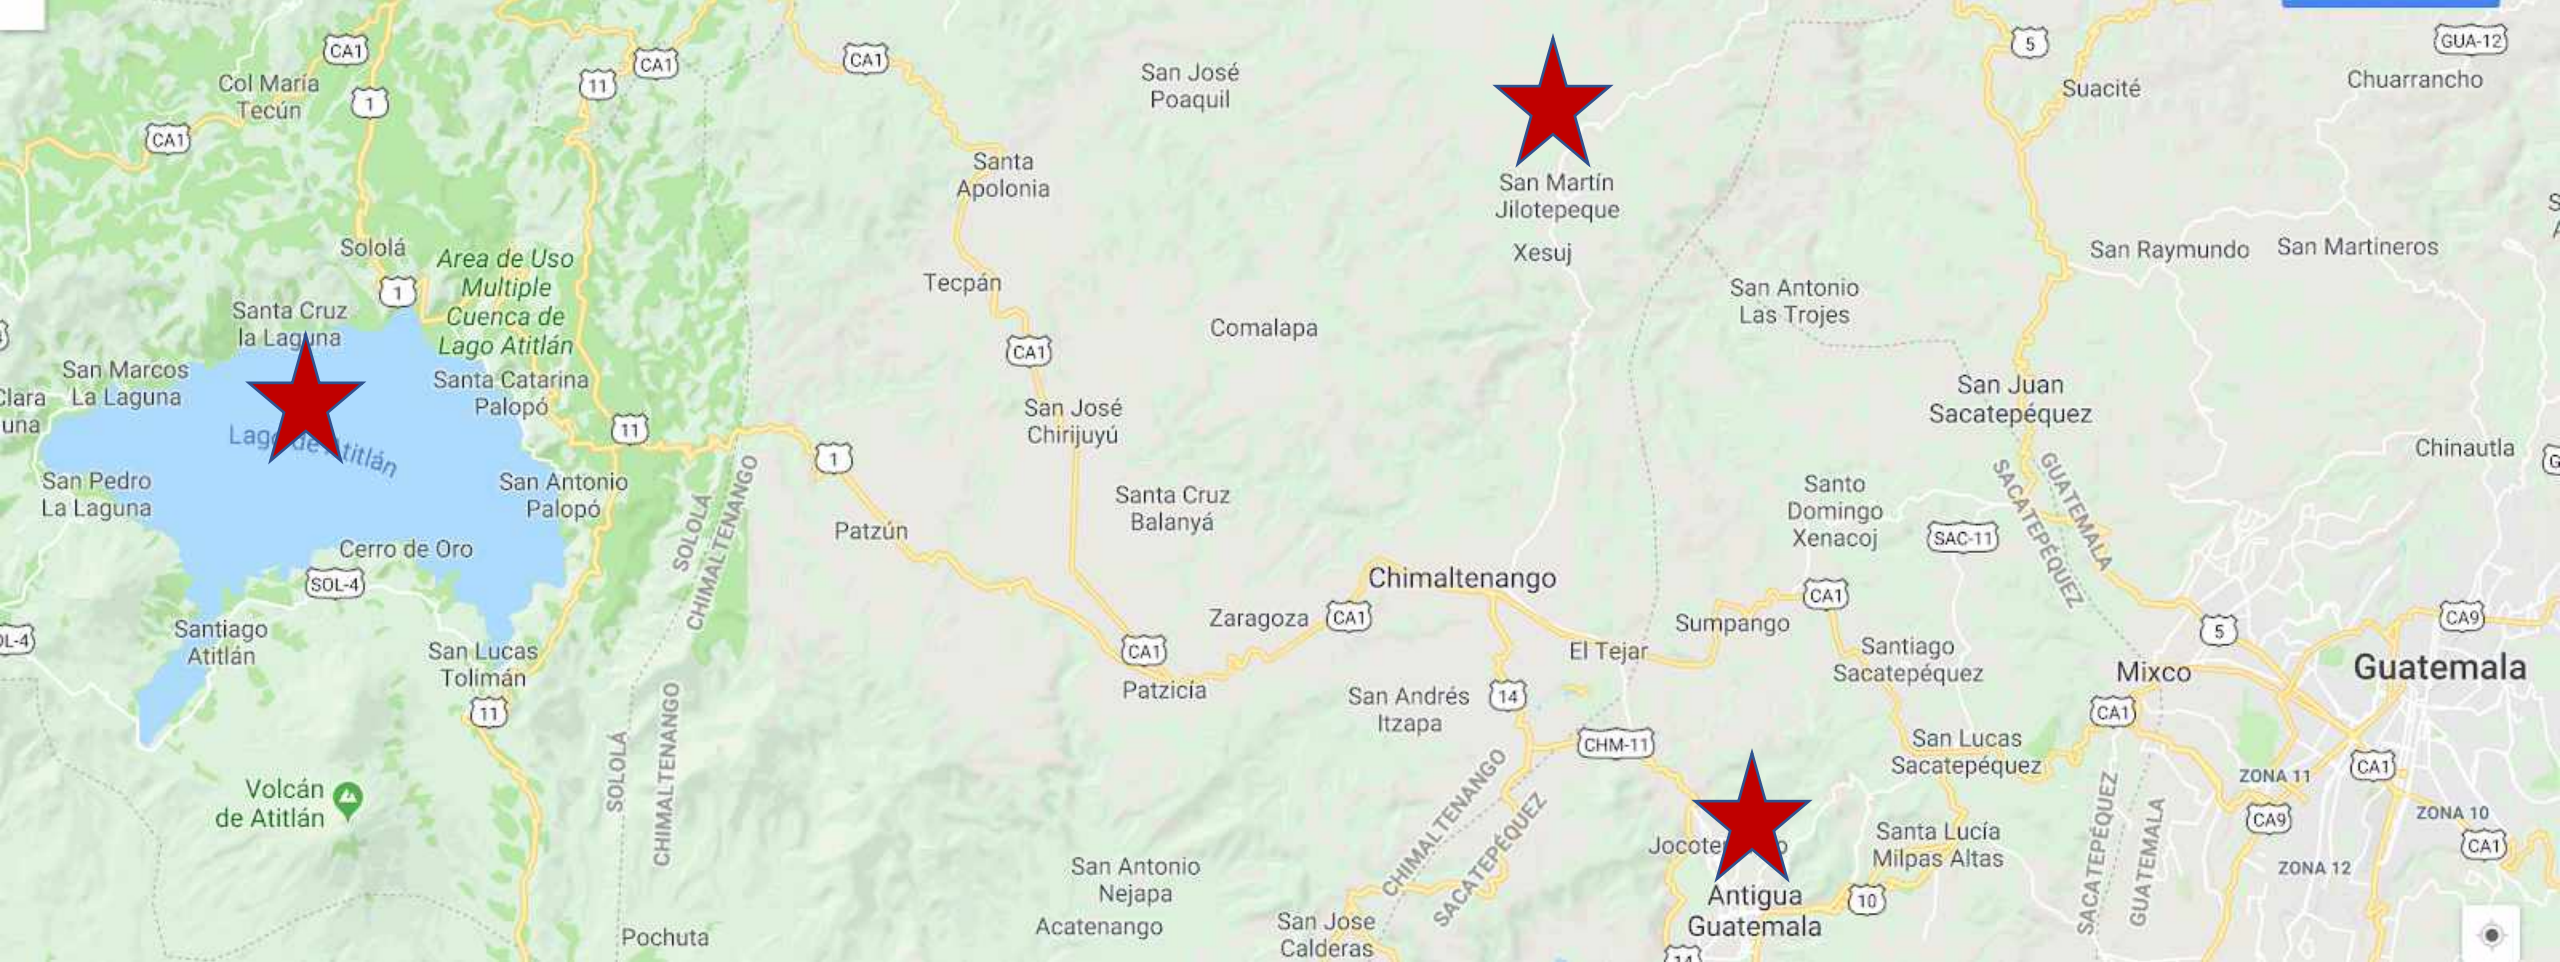 CA1
CA1
CA1
5
GUA-12
Col María
Tecún
1
11
San José
Poaquil
Suacité
Chuarrancho
CA1
Santa
Apolonia
San Martín
Jilotepeque
Sololá
Area de Uso
Multiple
Cuenca de
Lago Atitlán
Xesuj
San Raymundo
San Martineros
1
Tecpán
San Antonio
Las Trojes
Santa Cruz
la Laguna
Comalapa
CA1
San Marcos
La Laguna
Santa Catarina
Palopó
San Juan
Sacatepéquez
San José
Chirijuyú
11
Lago de Atitlán
1
Chinautla
San Pedro
La Laguna
San Antonio
Palopó
Santa Cruz
Balanyá
Santo
Domingo
Xenacoj
SACATEPÉQUEZ
GUATEMALA
SOLOLÁ
CHIMALTENANGO
Patzún
SAC-11
Cerro de Oro
SOL-4
Chimaltenango
CA1
Zaragoza
CA1
Sumpango
5
CA9
Santiago
Atitlán
San Lucas
Tolimán
CA1
El Tejar
Santiago
Sacatepéquez
Mixco
Guatemala
Patzicía
San Andrés
Itzapa
14
11
CA1
CHM-11
San Lucas
Sacatepéquez
SOLOLÁ
CHIMALTENANGO
Volcán
de Atitlán
CHIMALTENANGO
SACATEPÉQUEZ
SACATEPÉQUEZ
GUATEMALA
ZONA 11
CA1
CA9
ZONA 10
CA1
Santa Lucía
Milpas Altas
ZONA 12
San Antonio
Nejapa
Antigua
Guatemala
10
Acatenango
San Jose
Calderas
Pochuta
14